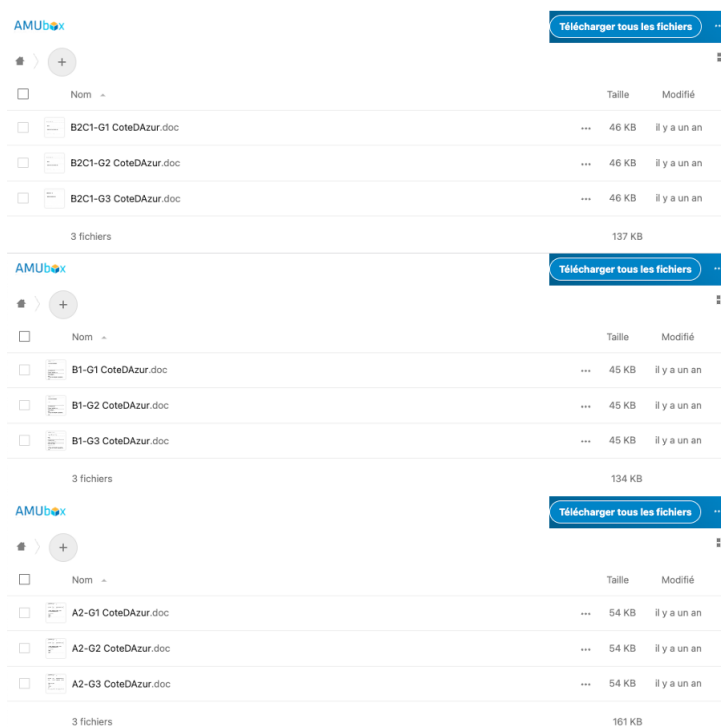 AMUbox
Télécharger tous les fichiers
Nom Taille Modifié
B2C1-G1 CoteDAzur.doc 46 KB il y a un an
B2C1-G2 CoteDAzur.doc 46 KB il y a un an
B2C1-G3 CoteDAzur.doc 46 KB il y a un an
3 fichiers 137 KB
AMUbox
Télécharger tous les fichiers
Nom Taille Modifié
B1-G1 CoteDAzur.doc 45 KB il y a un an
B1-G2 CoteDAzur.doc 45 KB il y a un an
B1-G3 CoteDAzur.doc 45 KB il y a un an
3 fichiers 134 KB
AMUbox
Télécharger tous les fichiers
Nom Taille Modifié
A2-G1 CoteDAzur.doc 54 KB il y a un an
A2-G2 CoteDAzur.doc 54 KB il y a un an
A2-G3 CoteDAzur.doc 54 KB il y a un an
3 fichiers 161 KB